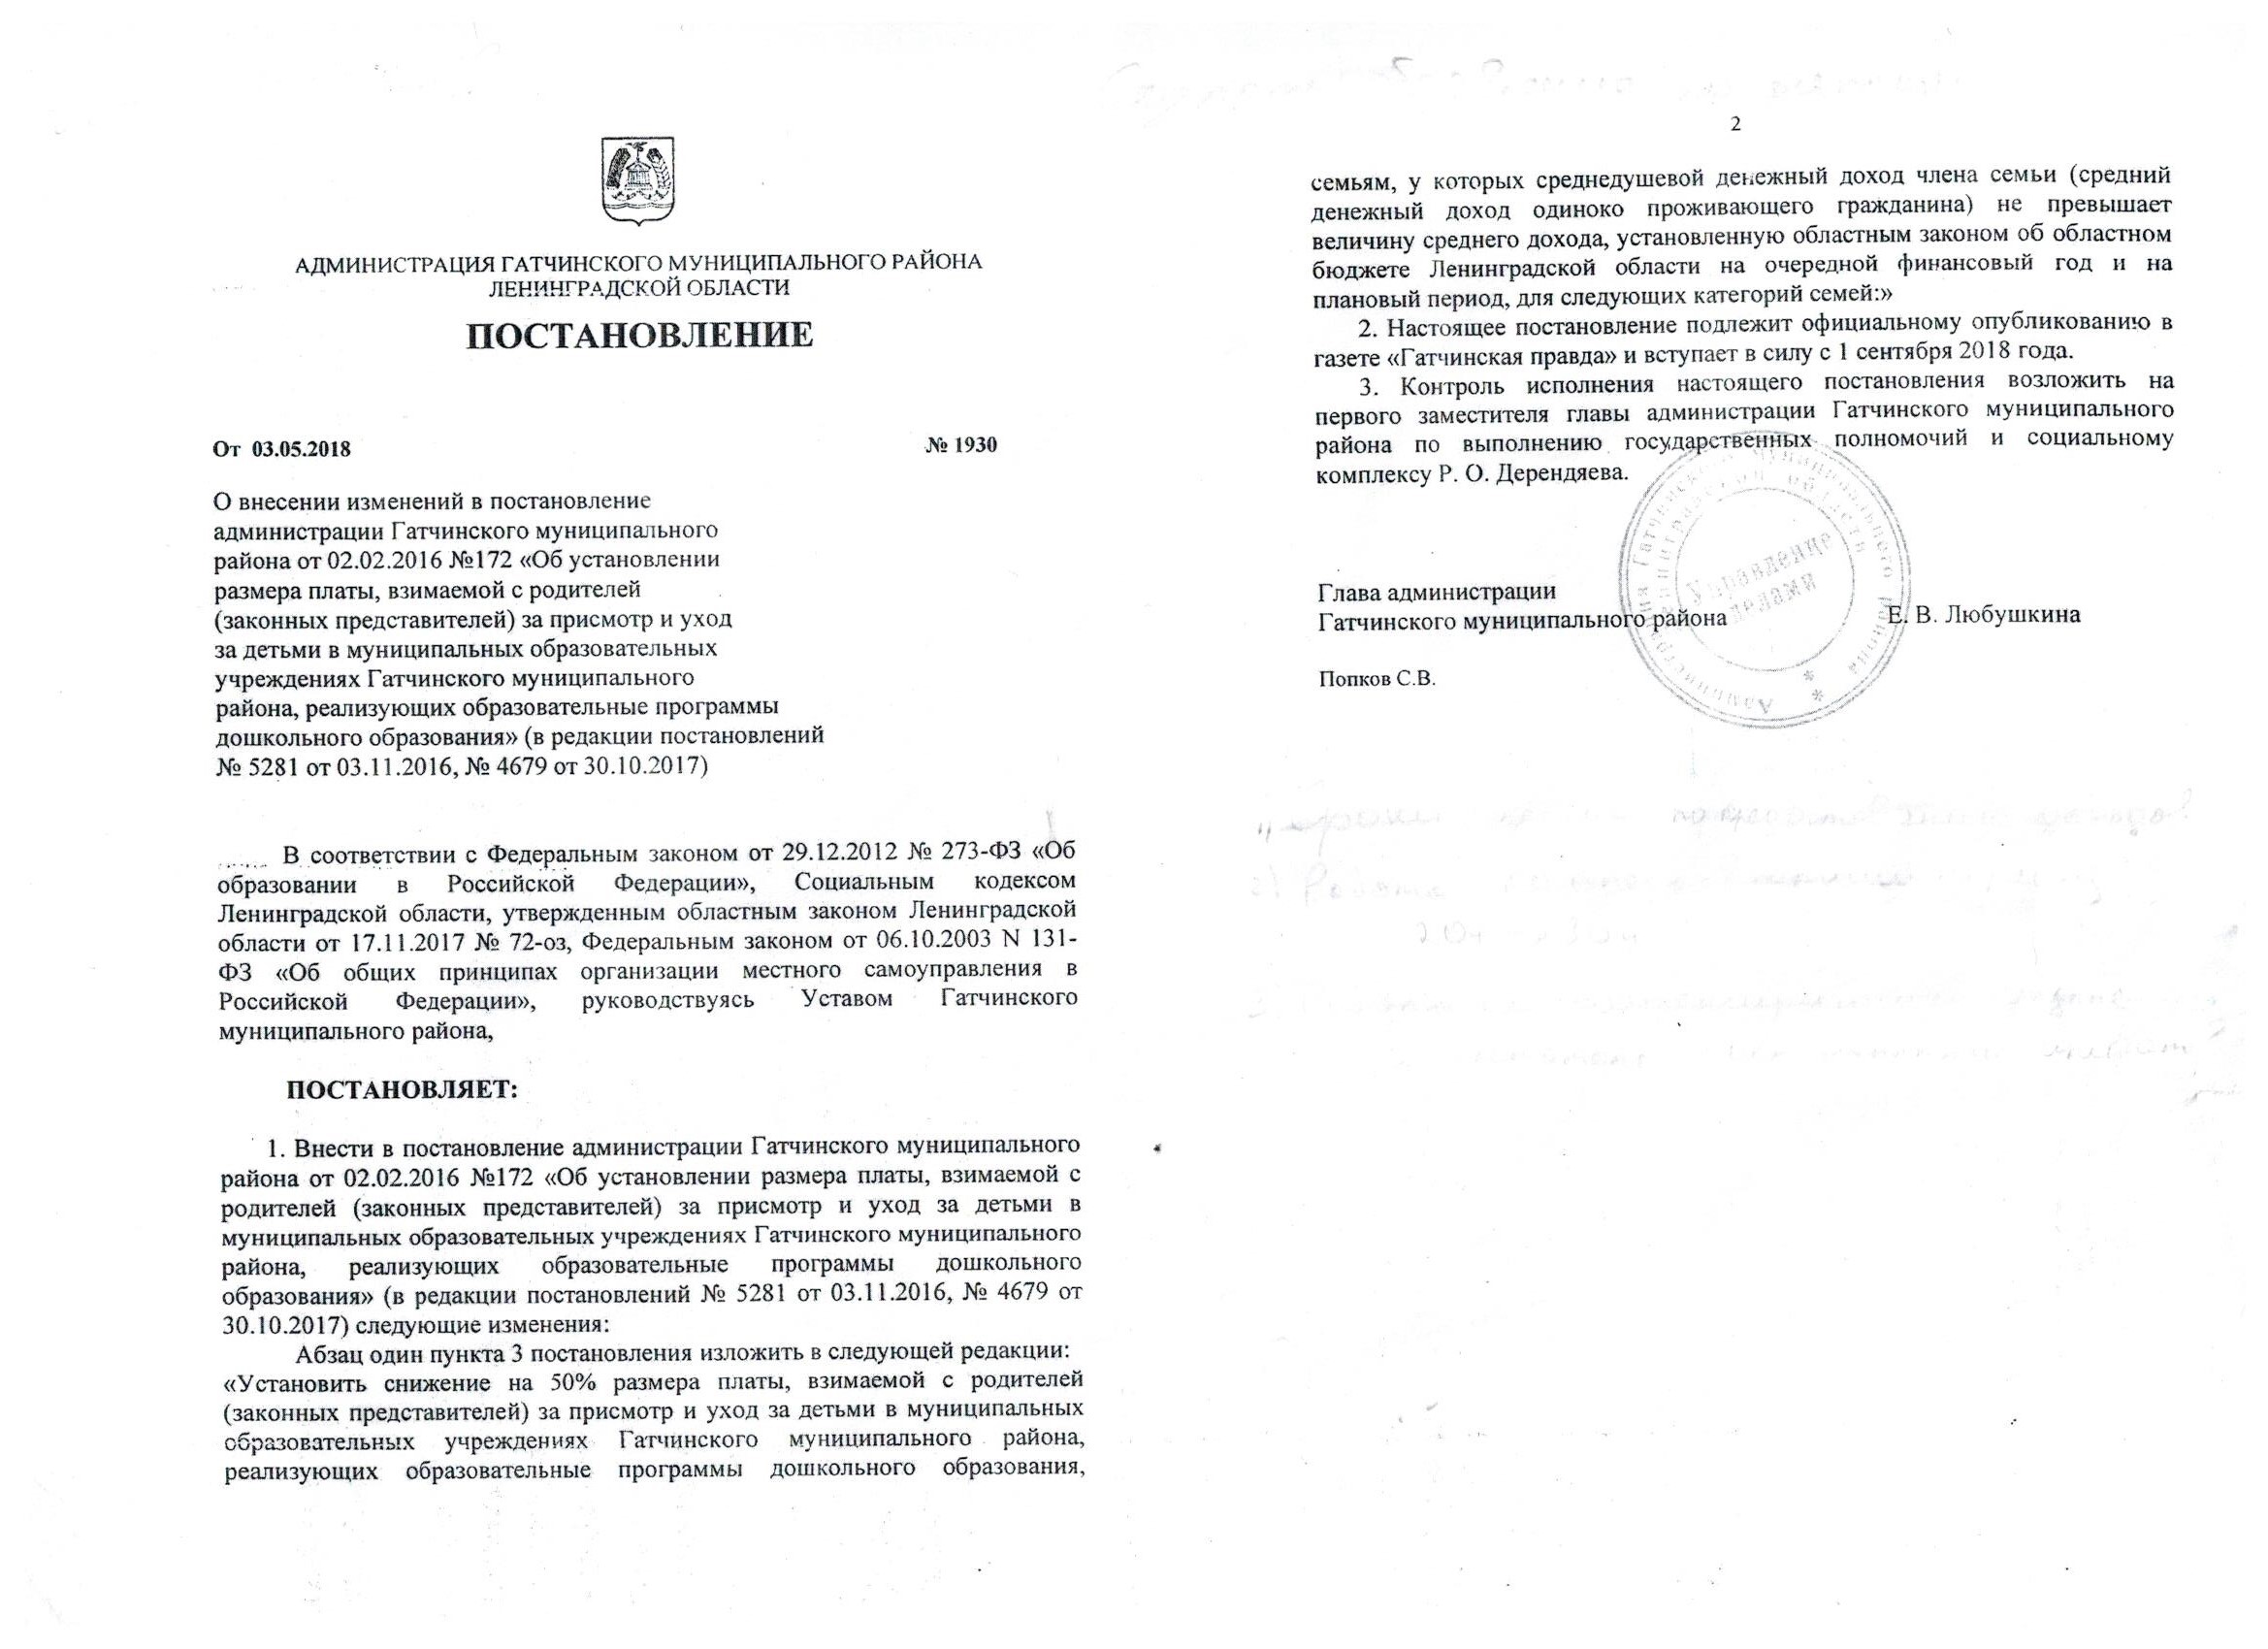 АДМИНИСТРАЦИЯ ГАТЧИНСКОГО МУНИЦИПАЛЬНОГО РАЙОНА
ЛЕНИНГРАДСКОЙ ОБЛАСТИ
ПОСТАНОВЛЕНИЕ
От 03.05.2018 № 1930
О внесении изменений в постановление
администрации Гатчинского муниципального
района от 02.02.2016 №172 «Об установлении
размера платы, взимаемой с родителей
(законных представителей) за присмотр и уход
за детьми в муниципальных образовательных
учреждениях Гатчинского муниципального
района, реализующих образовательные программы
дошкольного образования» (в редакции постановлений
№ 5281 от 03.11.2016, № 4679 от 30.10.2017)
В соответствии с Федеральным законом от 29.12.2012 № 273-ФЗ «Об
образовании в Российской Федерации», Социальным кодексом
Ленинградской области, утвержденным областным законом Ленинградской
области от 17.11.2017 № 72-оз, Федеральным законом от 06.10.2003 N 131-
ФЗ «Об общих принципах организации местного самоуправления в
Российской Федерации», руководствуясь Уставом Гатчинского
муниципального района,
ПОСТАНОВЛЯЕТ:
1. Внести в постановление администрации Гатчинского муниципального
района от 02.02.2016 №172 «Об установлении размера платы, взимаемой с
родителей (законных представителей) за присмотр и уход за детьми в
муниципальных образовательных учреждениях Гатчинского муниципального
района, реализующих образовательные программы дошкольного
образования» (в редакции постановлений № 5281 от 03.11.2016, № 4679 от
30.10.2017) следующие изменения:
Абзац один пункта 3 постановления изложить в следующей редакции:
«Установить снижение на 50% размера платы, взимаемой с родителей
(законных представителей) за присмотр и уход за детьми в муниципальных
образовательных учреждениях Гатчинского муниципального района,
реализующих образовательные программы дошкольного образования,
2
семьям, у которых среднедушевой денежный доход члена семьи (средний
денежный доход одиноко проживающего гражданина) не превышает
величину среднего дохода, установленную областным законом об областном
бюджете Ленинградской области на очередной финансовый год и на
плановый период, для следующих категорий семей:»
2. Настоящее постановление подлежит официальному опубликованию в
газете «Гатчинская правда» и вступает в силу с 1 сентября 2018 года.
3. Контроль исполнения настоящего постановления возложить на
первого заместителя главы администрации Гатчинского муниципального
района по выполнению государственных полномочий и социальному
комплексу Р. О. Дерендяева.
Глава администрации
Гатчинского муниципального района Е. В. Любушкина
Попков С.В.
Администрация Гатчинского муниципального района
Ленинградской области
Управление
делами